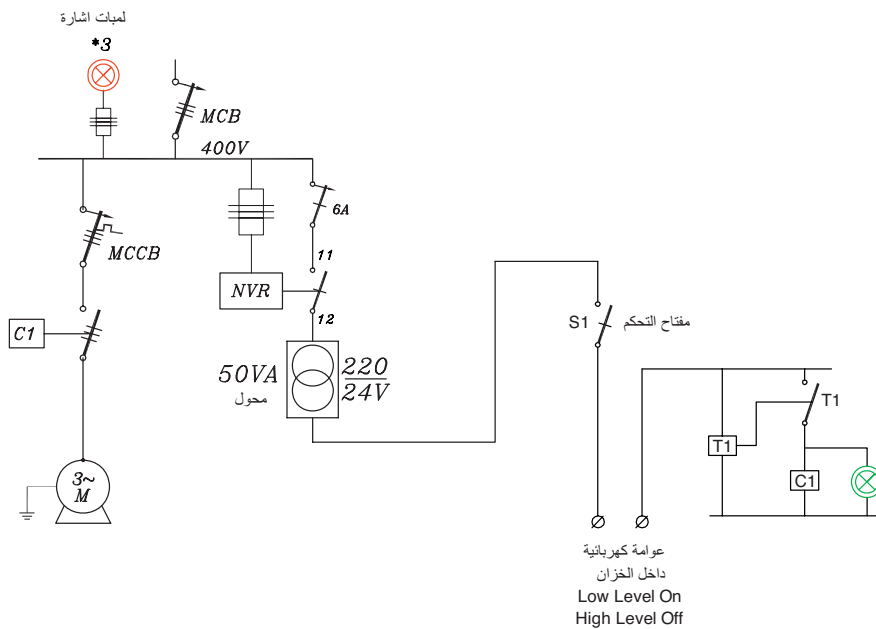 لمبات اشارة
*3
MCB
400V
6A
MCCB
11
NVR
12
C1
50VA
محول
220
24V
3~
M
S1
مفتاح التحكم
T1
T1
C1
عوامة كهربائية
داخل الخزان
Low Level On
High Level Off